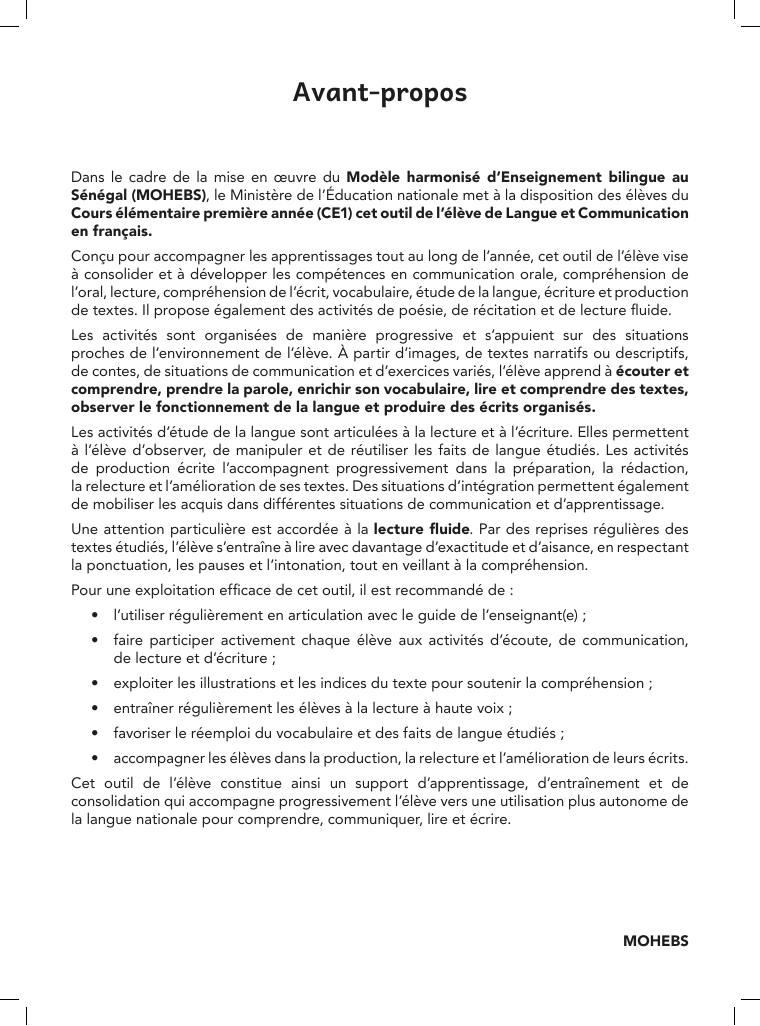 Avant-propos
Dans le cadre de la mise en œuvre du Modèle harmonisé d’Enseignement bilingue au
Sénégal (MOHEBS), le Ministère de l’Éducation nationale met à la disposition des élèves du
Cours élémentaire première année (CE1) cet outil de l’élève de Langue et Communication
en français.
Conçu pour accompagner les apprentissages tout au long de l’année, cet outil de l’élève vise
à consolider et à développer les compétences en communication orale, compréhension de
l’oral, lecture, compréhension de l’écrit, vocabulaire, étude de la langue, écriture et production
de textes. Il propose également des activités de poésie, de récitation et de lecture fluide.
Les activités sont organisées de manière progressive et s’appuient sur des situations
proches de l’environnement de l’élève. À partir d’images, de textes narratifs ou descriptifs,
de contes, de situations de communication et d’exercices variés, l’élève apprend à écouter et
comprendre, prendre la parole, enrichir son vocabulaire, lire et comprendre des textes,
observer le fonctionnement de la langue et produire des écrits organisés.
Les activités d’étude de la langue sont articulées à la lecture et à l’écriture. Elles permettent
à l’élève d’observer, de manipuler et de réutiliser les faits de langue étudiés. Les activités
de production écrite l’accompagnent progressivement dans la préparation, la rédaction,
la relecture et l’amélioration de ses textes. Des situations d’intégration permettent également
de mobiliser les acquis dans différentes situations de communication et d’apprentissage.
Une attention particulière est accordée à la lecture fluide. Par des reprises régulières des
textes étudiés, l’élève s’entraîne à lire avec davantage d’exactitude et d’aisance, en respectant
la ponctuation, les pauses et l’intonation, tout en veillant à la compréhension.
Pour une exploitation efficace de cet outil, il est recommandé de :
• l’utiliser régulièrement en articulation avec le guide de l’enseignant(e) ;
• faire participer activement chaque élève aux activités d’écoute, de communication,
de lecture et d’écriture ;
• exploiter les illustrations et les indices du texte pour soutenir la compréhension ;
• entraîner régulièrement les élèves à la lecture à haute voix ;
• favoriser le réemploi du vocabulaire et des faits de langue étudiés ;
• accompagner les élèves dans la production, la relecture et l’amélioration de leurs écrits.
Cet outil de l’élève constitue ainsi un support d’apprentissage, d’entraînement et de
consolidation qui accompagne progressivement l’élève vers une utilisation plus autonome de
la langue nationale pour comprendre, communiquer, lire et écrire.
MOHEBS